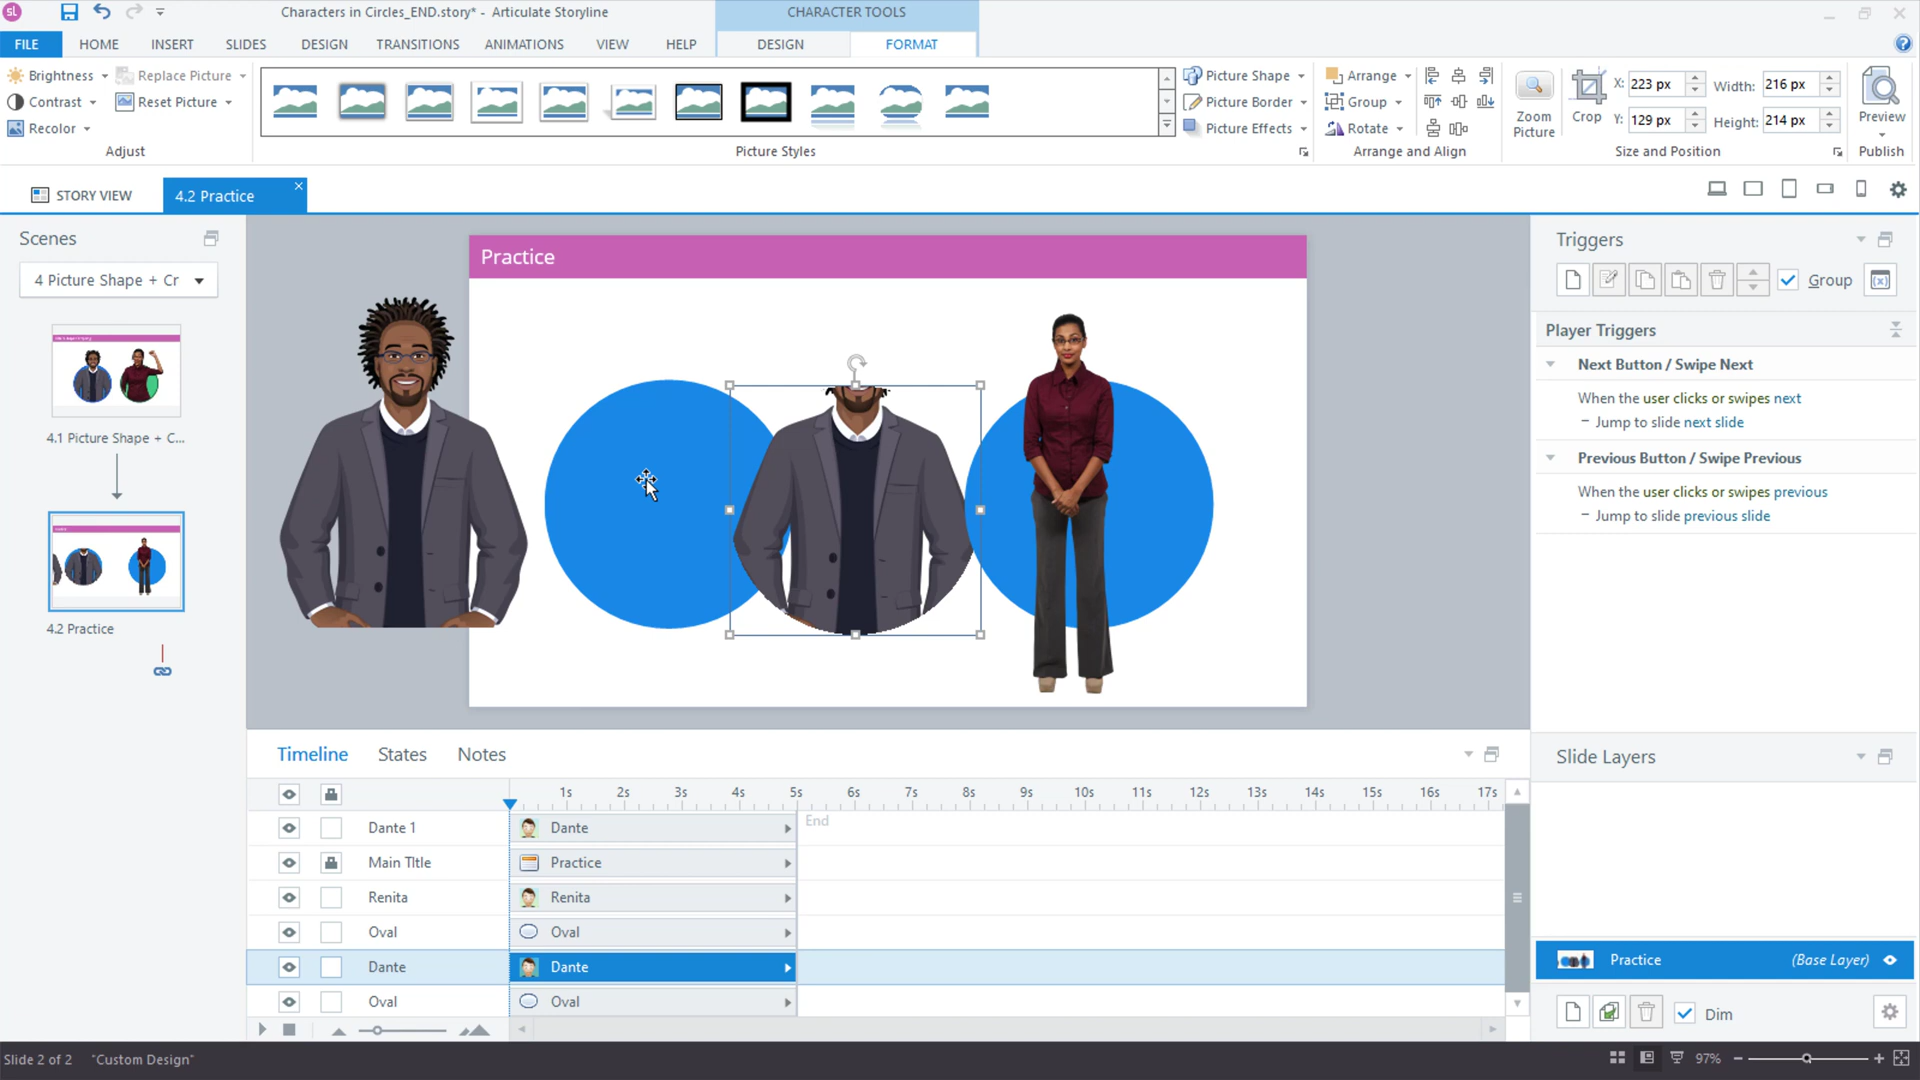 sl
Characters in Circles_END.story* - Articulate Storyline
CHARACTER TOOLS
FILE HOME INSERT SLIDES DESIGN TRANSITIONS ANIMATIONS VIEW HELP DESIGN FORMAT
Brightness Replace Picture
Contrast Reset Picture
Recolor
Adjust
Picture Styles
Picture Shape
Picture Border
Picture Effects
Arrange
Group
Rotate
Arrange and Align
Zoom Picture
Crop
X: 223 px Width: 216 px
Y: 129 px Height: 214 px
Size and Position
Preview
Publish
STORY VIEW 4.2 Practice
Scenes
4 Picture Shape + Cr
4.1 Picture Shape + C...
4.2 Practice
Practice
Triggers
Group
(x)
Player Triggers
Next Button / Swipe Next
When the user clicks or swipes next
- Jump to slide next slide
Previous Button / Swipe Previous
When the user clicks or swipes previous
- Jump to slide previous slide
Timeline States Notes
1s 2s 3s 4s 5s 6s 7s 8s 9s 10s 11s 12s 13s 14s 15s 16s 17s
Dante 1 Dante End
Main TItle Practice
Renita Renita
Oval Oval
Dante Dante
Oval Oval
Slide Layers
Practice (Base Layer)
Dim
Slide 2 of 2 "Custom Design" 97%